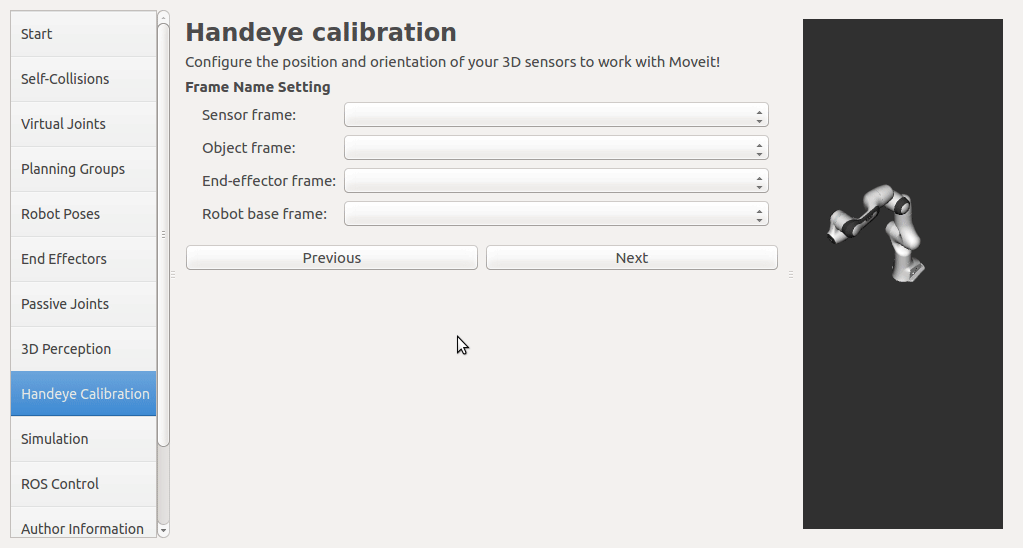 Start
Self-Collisions
Virtual Joints
Planning Groups
Robot Poses
End Effectors
Passive Joints
3D Perception
Handeye Calibration
Simulation
ROS Control
Author Information
Handeye calibration
Configure the position and orientation of your 3D sensors to work with Moveit!
Frame Name Setting
Sensor frame:
Object frame:
End-effector frame:
Robot base frame:
Previous Next